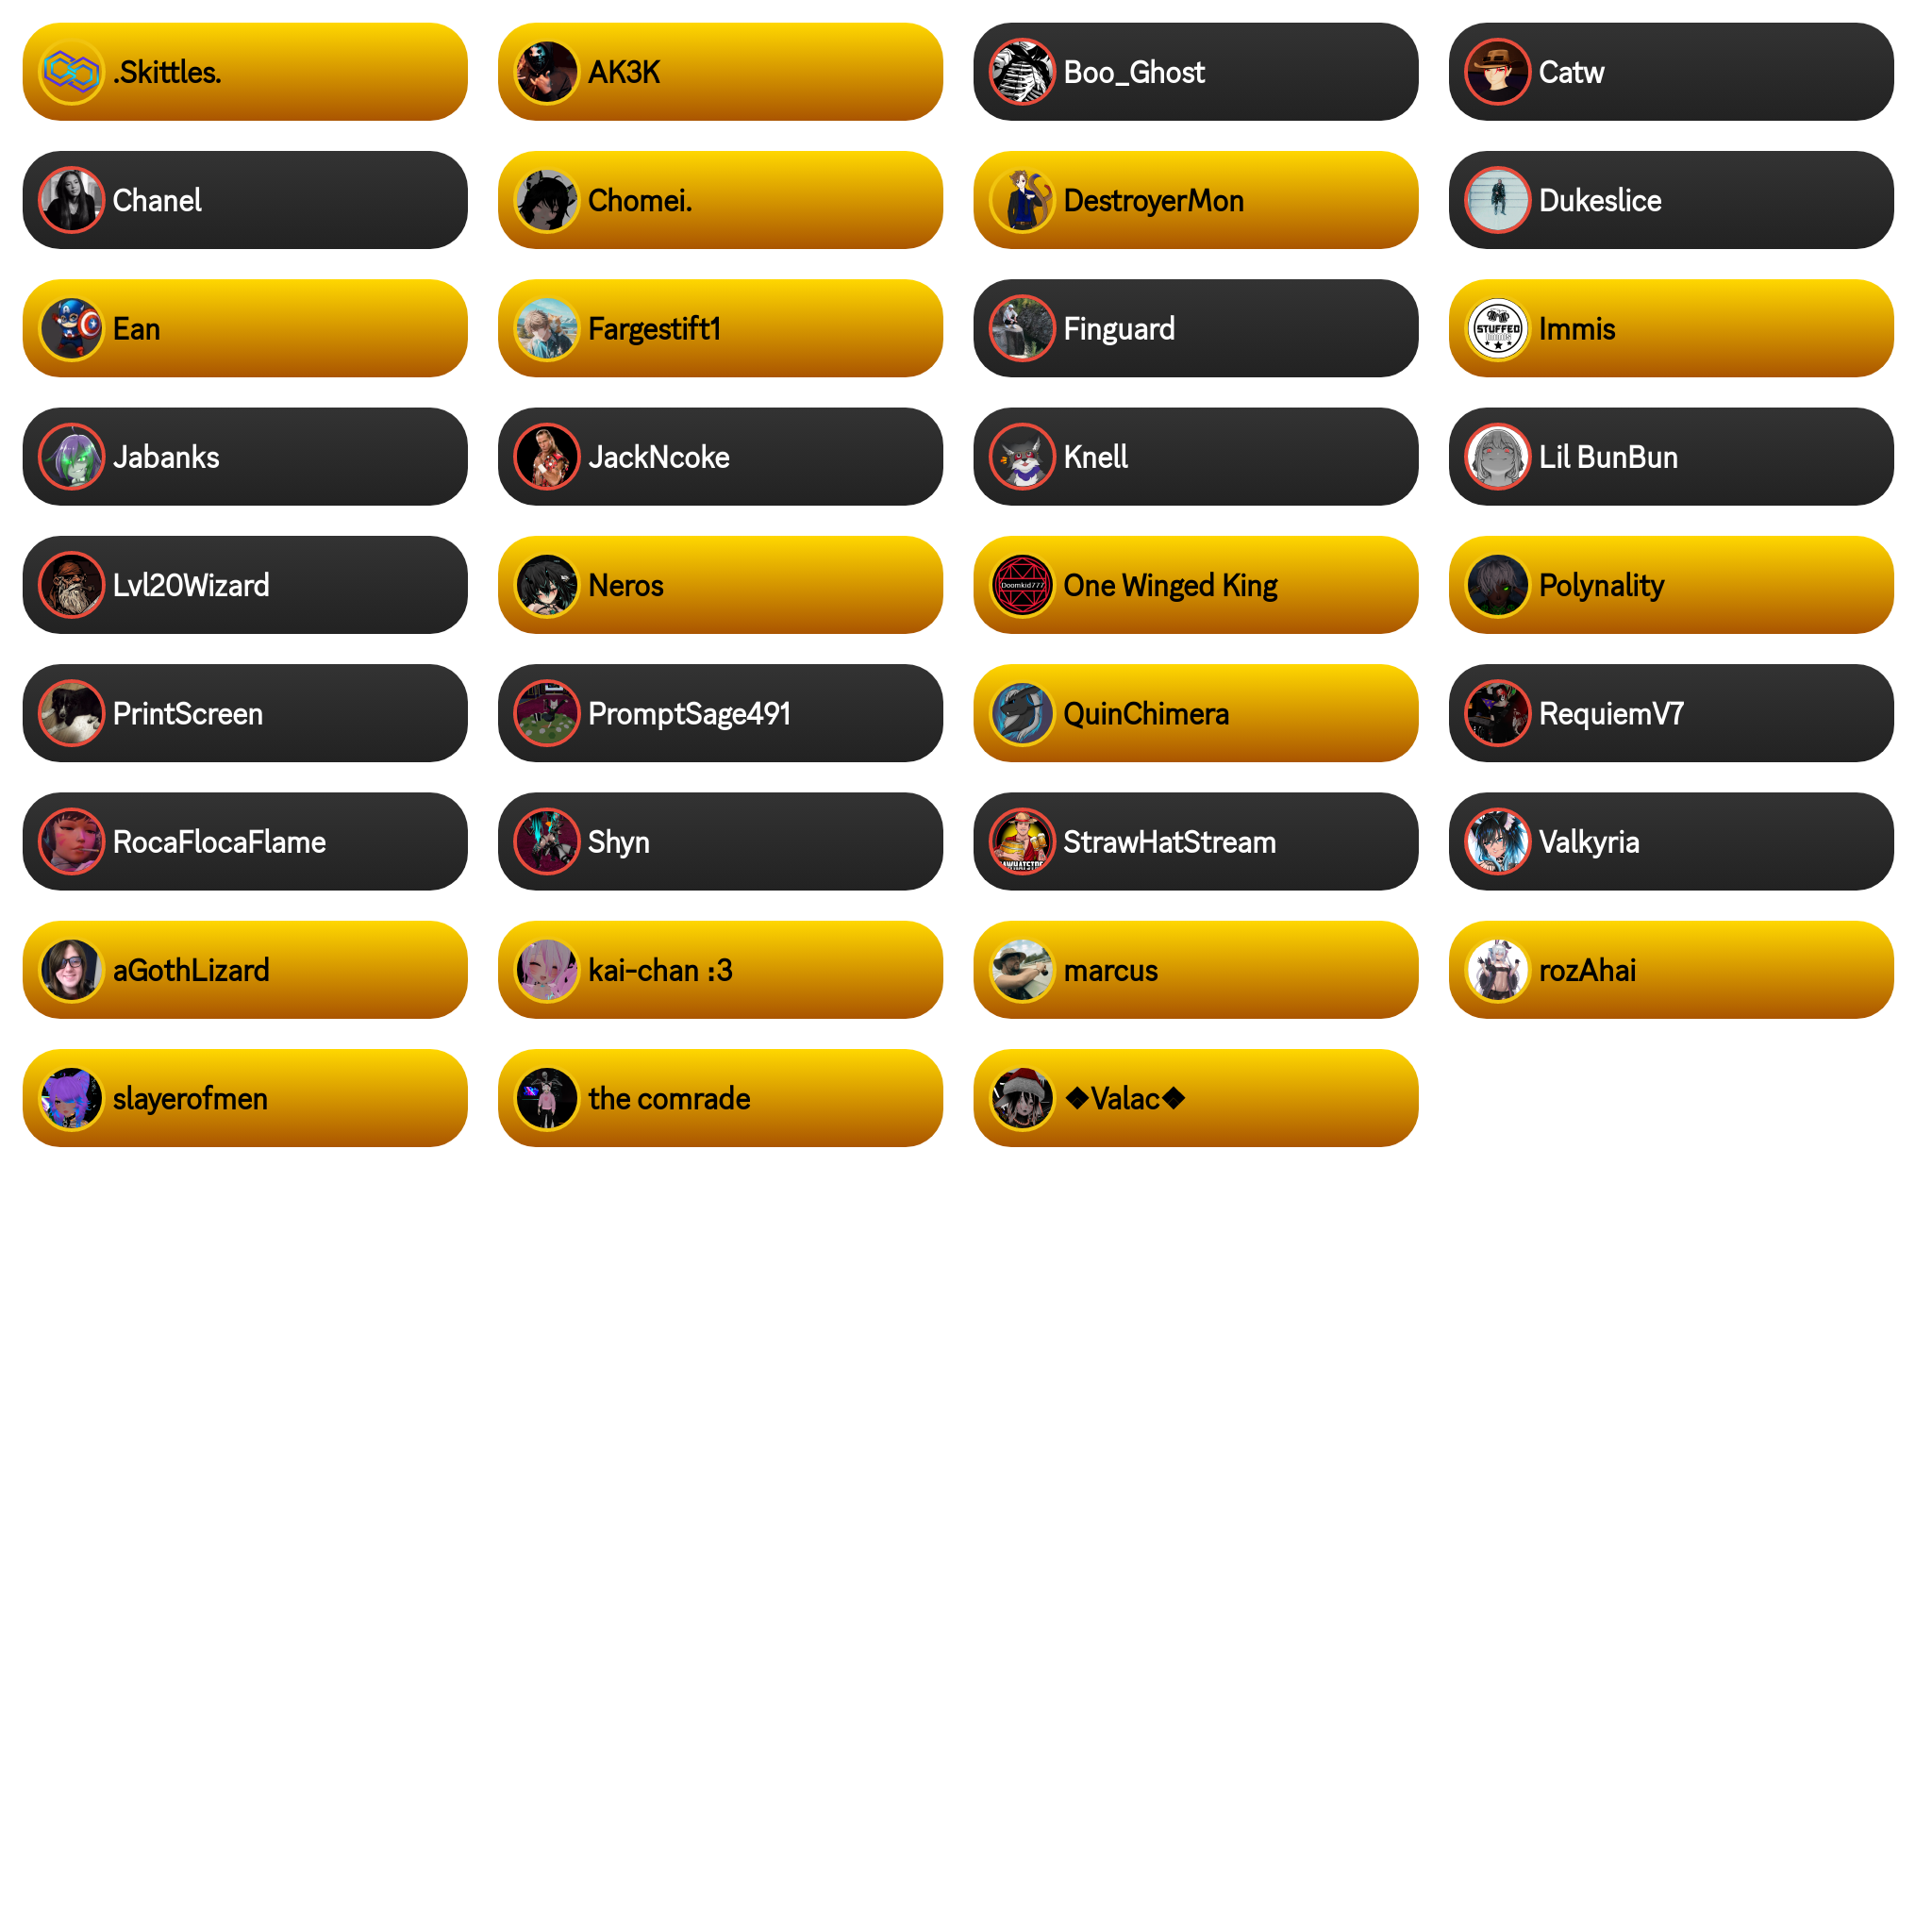 .Skittles.
AK3K
Boo_Ghost
Catw
Chanel
Chomei.
DestroyerMon
Dukeslice
Ean
Fargestift1
Finguard
STUFFED
Immis
Jabanks
JackNcoke
Knell
Lil BunBun
Lvl20Wizard
Neros
Doomkid777
One Winged King
Polynality
PrintScreen
PromptSage491
QuinChimera
RequiemV7
RocaFlocaFlame
Shyn
StrawHatStream
Valkyria
aGothLizard
kai-chan :3
marcus
rozAhai
slayerofmen
the comrade
❖Valac❖